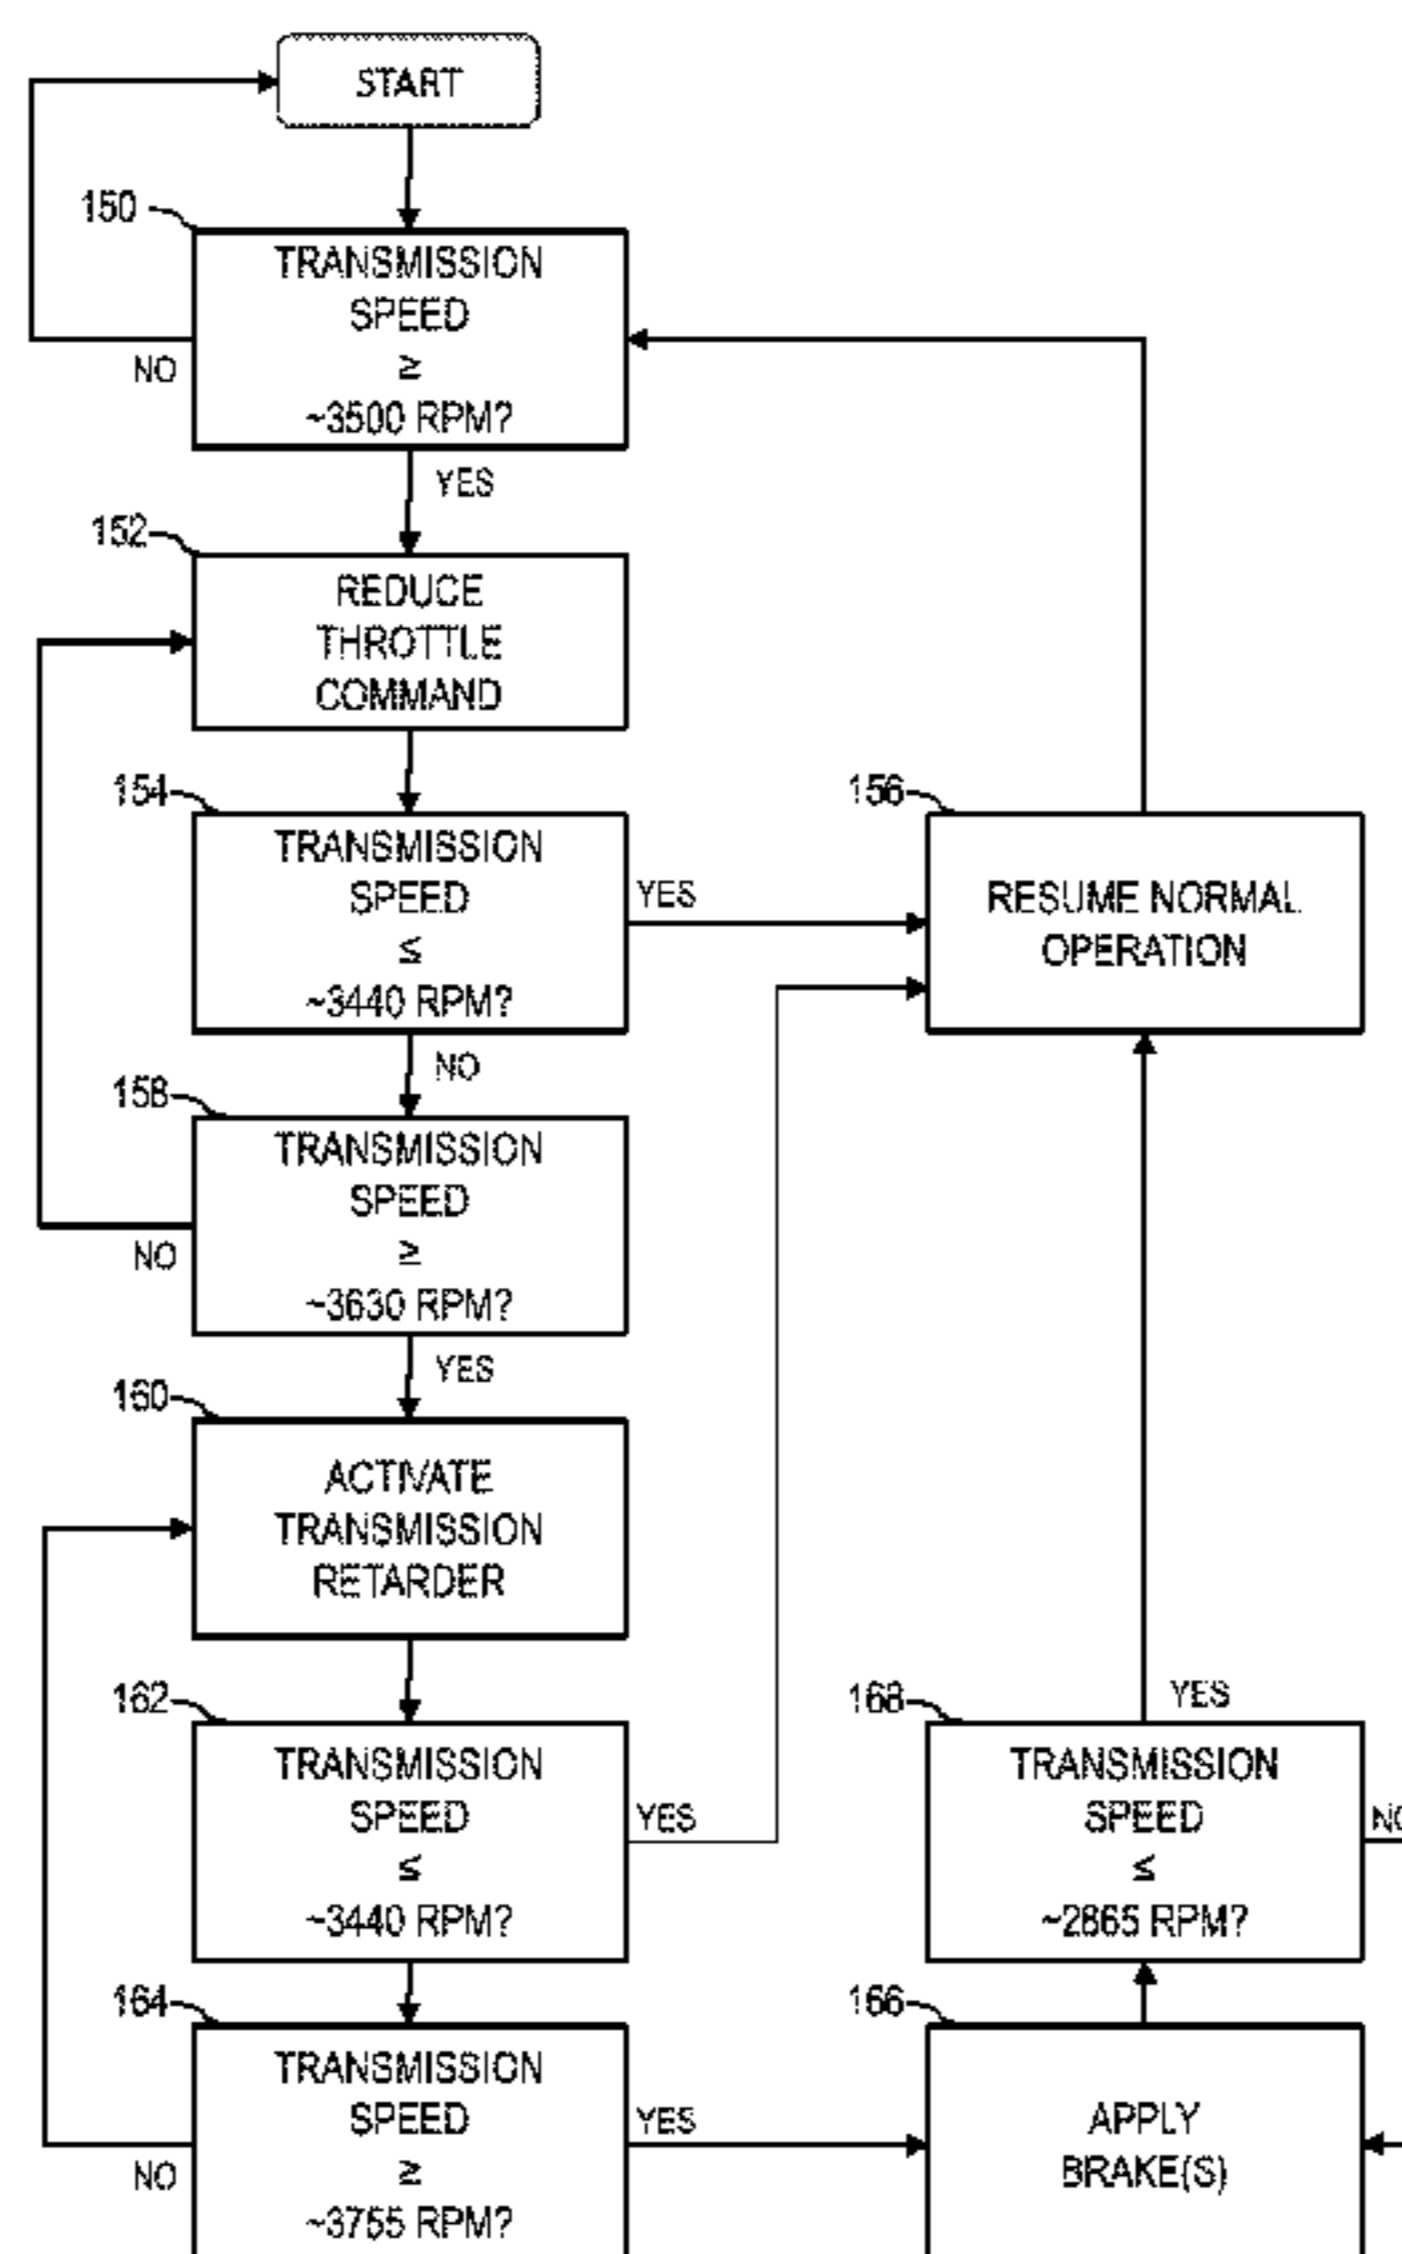 START
150
TRANSMISSION
SPEED
≥
~3500 RPM?
NO
YES
152
REDUCE
THROTTLE
COMMAND
154
TRANSMISSION
SPEED
≤
~3440 RPM?
YES
NO
156
RESUME NORMAL
OPERATION
158
TRANSMISSION
SPEED
≥
~3630 RPM?
NO
YES
160
ACTIVATE
TRANSMISSION
RETARDER
162
TRANSMISSION
SPEED
≤
~3440 RPM?
YES
164
TRANSMISSION
SPEED
≥
~3755 RPM?
NO
YES
168
YES
TRANSMISSION
SPEED
≤
~2865 RPM?
NO
166
APPLY
BRAKE(S)